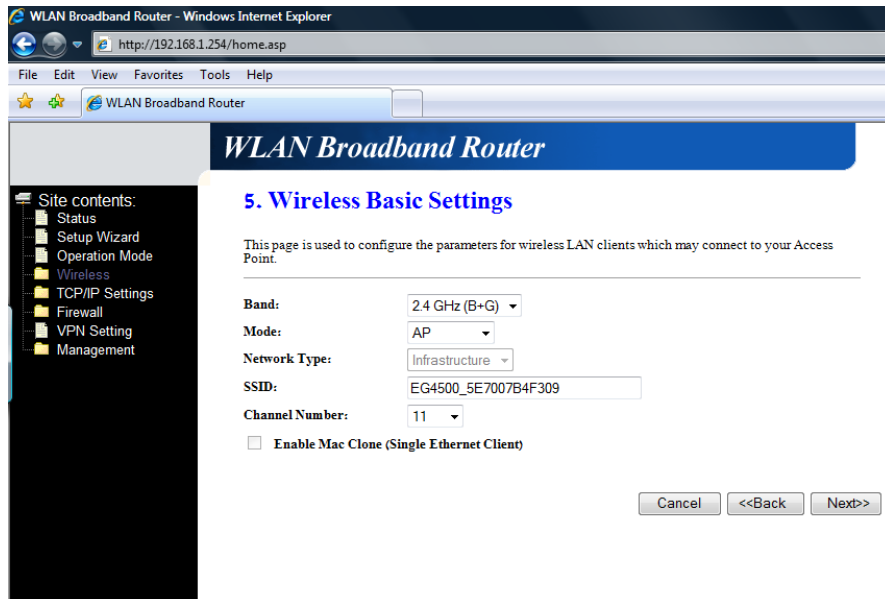 WLAN Broadband Router - Windows Internet Explorer
http://192.168.1.254/home.asp
File Edit View Favorites Tools Help
WLAN Broadband Router
WLAN Broadband Router
Site contents:
Status
Setup Wizard
Operation Mode
Wireless
TCP/IP Settings
Firewall
VPN Setting
Management
5. Wireless Basic Settings
This page is used to configure the parameters for wireless LAN clients which may connect to your Access
Point.
Band: 2.4 GHz (B+G)
Mode: AP
Network Type: Infrastructure
SSID: EG4500_5E7007B4F309
Channel Number: 11
Enable Mac Clone (Single Ethernet Client)
Cancel <<Back Next>>